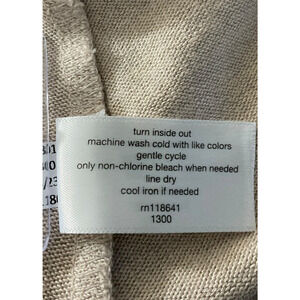 turn inside out
machine wash cold with like colors
gentle cycle
only non-chlorine bleach when needed
line dry
cool iron if needed
rn118641
1300